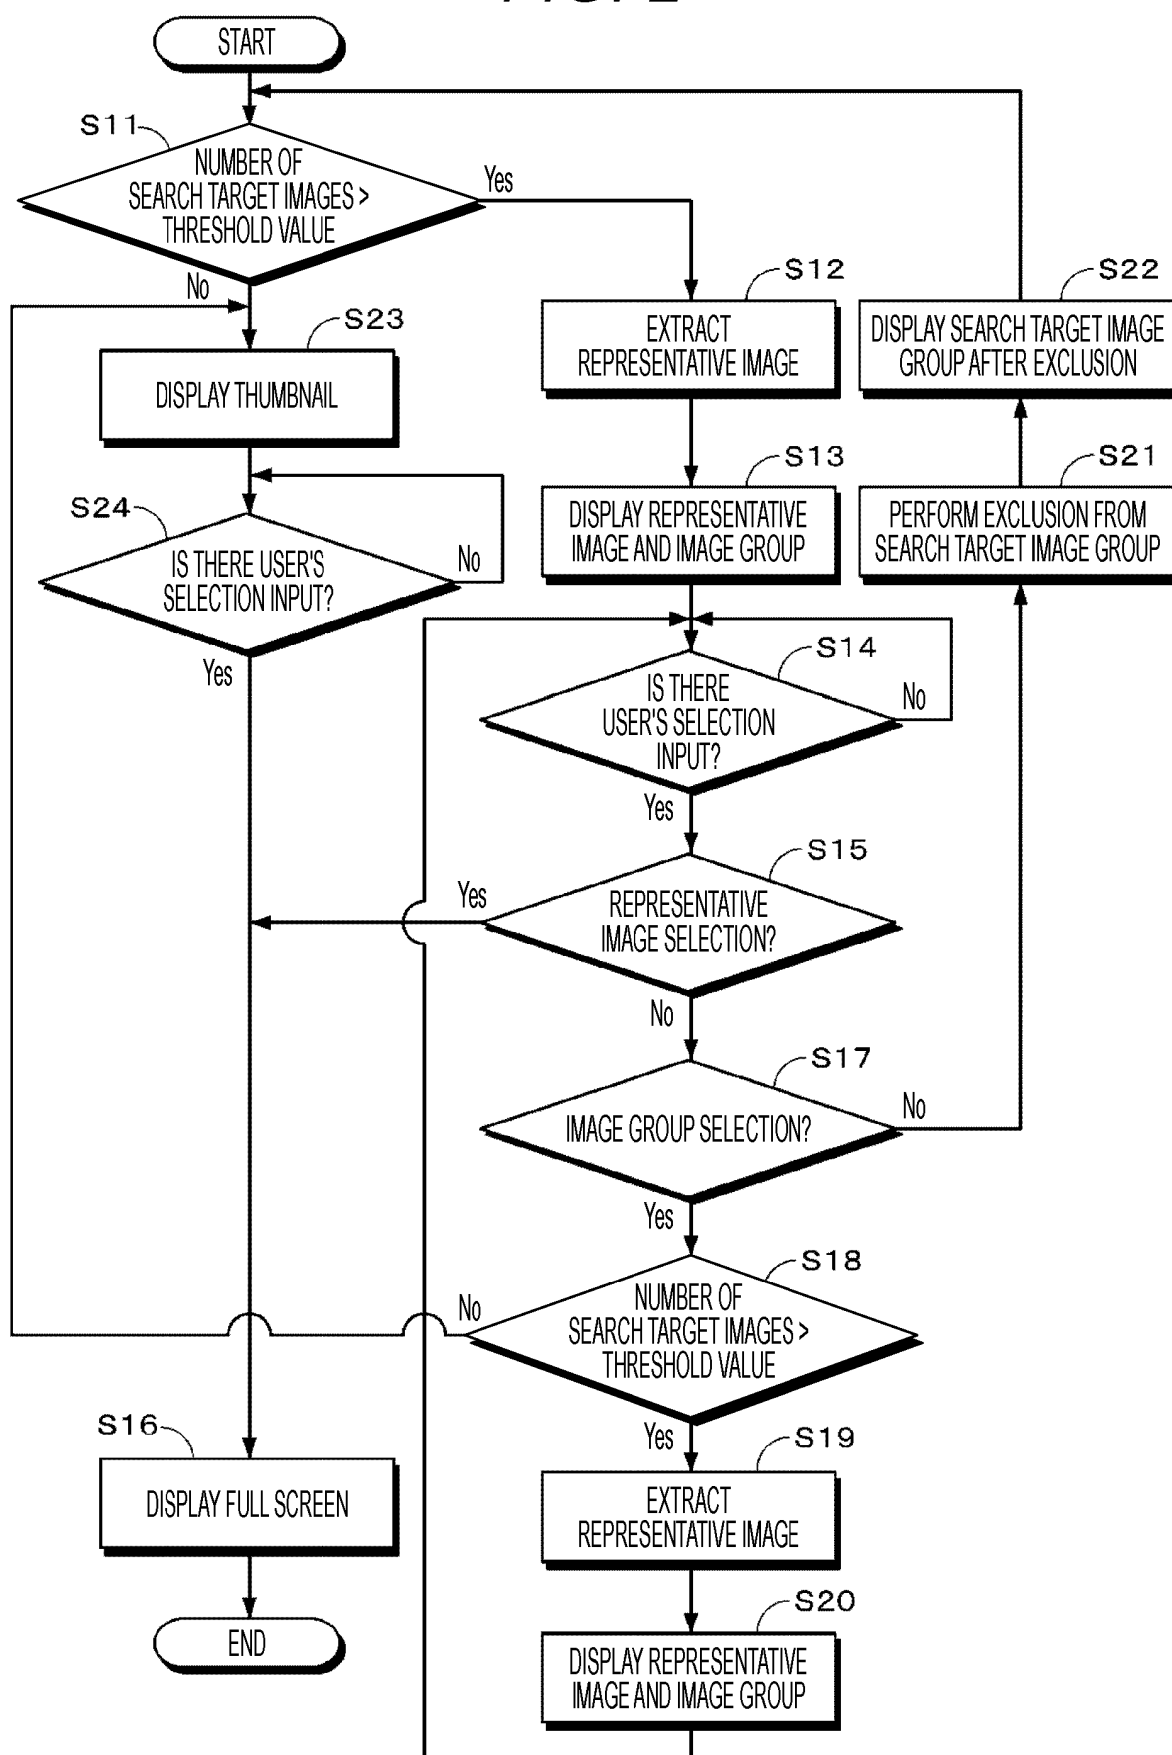 START
S11
NUMBER OF
SEARCH TARGET IMAGES >
THRESHOLD VALUE
Yes
No
S12
EXTRACT
REPRESENTATIVE IMAGE
S22
DISPLAY SEARCH TARGET IMAGE
GROUP AFTER EXCLUSION
S23
DISPLAY THUMBNAIL
S13
DISPLAY REPRESENTATIVE
IMAGE AND IMAGE GROUP
S21
PERFORM EXCLUSION FROM
SEARCH TARGET IMAGE GROUP
S24
IS THERE USER'S
SELECTION INPUT?
No
Yes
S14
IS THERE
USER'S SELECTION
INPUT?
No
Yes
S15
REPRESENTATIVE
IMAGE SELECTION?
Yes
No
S17
IMAGE GROUP SELECTION?
No
Yes
S18
NUMBER OF
SEARCH TARGET IMAGES >
THRESHOLD VALUE
No
Yes
S16
DISPLAY FULL SCREEN
S19
EXTRACT
REPRESENTATIVE IMAGE
END
S20
DISPLAY REPRESENTATIVE
IMAGE AND IMAGE GROUP